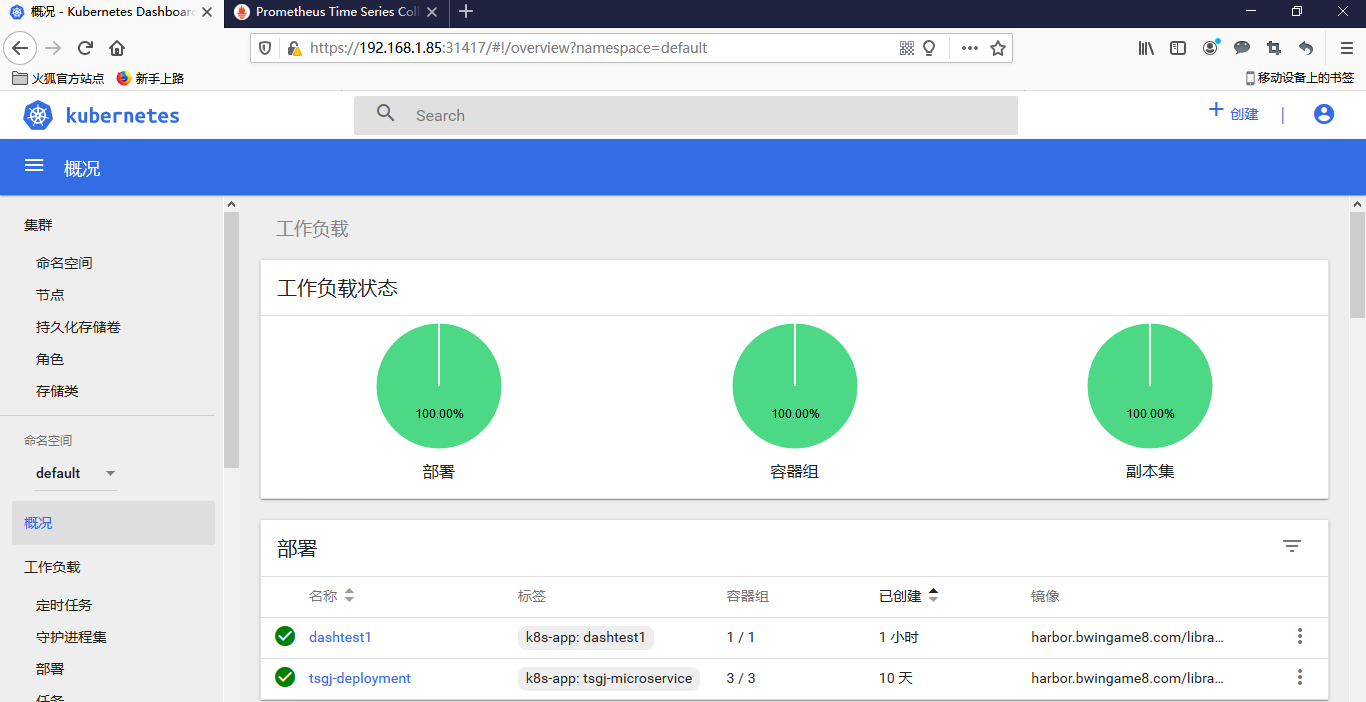 概况 - Kubernetes Dashboard
Prometheus Time Series Coll
https://192.168.1.85:31417/#!/overview?namespace=default
火狐官方站点 新手上路 移动设备上的书签
kubernetes Search 创建
概况
集群
命名空间
节点
持久化存储卷
角色
存储类
命名空间
default
概况
工作负载
定时任务
守护进程集
部署
任务
工作负载
工作负载状态
100.00% 100.00% 100.00%
部署 容器组 副本集
部署
名称 标签 容器组 已创建 镜像
dashtest1 k8s-app: dashtest1 1 / 1 1 小时 harbor.bwingame8.com/libra...
tsgj-deployment k8s-app: tsgj-microservice 3 / 3 10 天 harbor.bwingame8.com/libra...